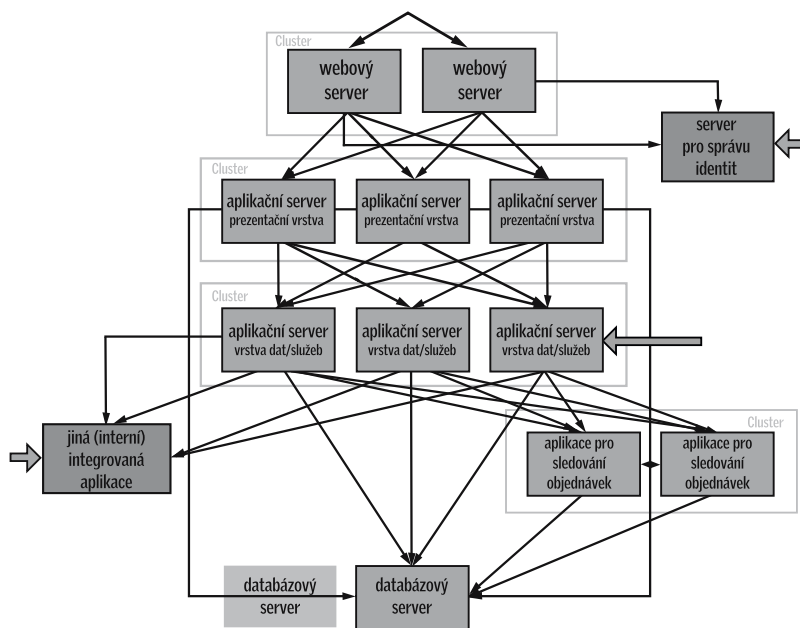 Cluster
webový
server
webový
server
server
pro správu
identit
Cluster
aplikační server
prezentační vrstva
aplikační server
prezentační vrstva
aplikační server
prezentační vrstva
Cluster
aplikační server
vrstva dat/služeb
aplikační server
vrstva dat/služeb
aplikační server
vrstva dat/služeb
jiná (interní)
integrovaná
aplikace
Cluster
aplikace pro
sledování
objednávek
aplikace pro
sledování
objednávek
databázový
server
databázový
server